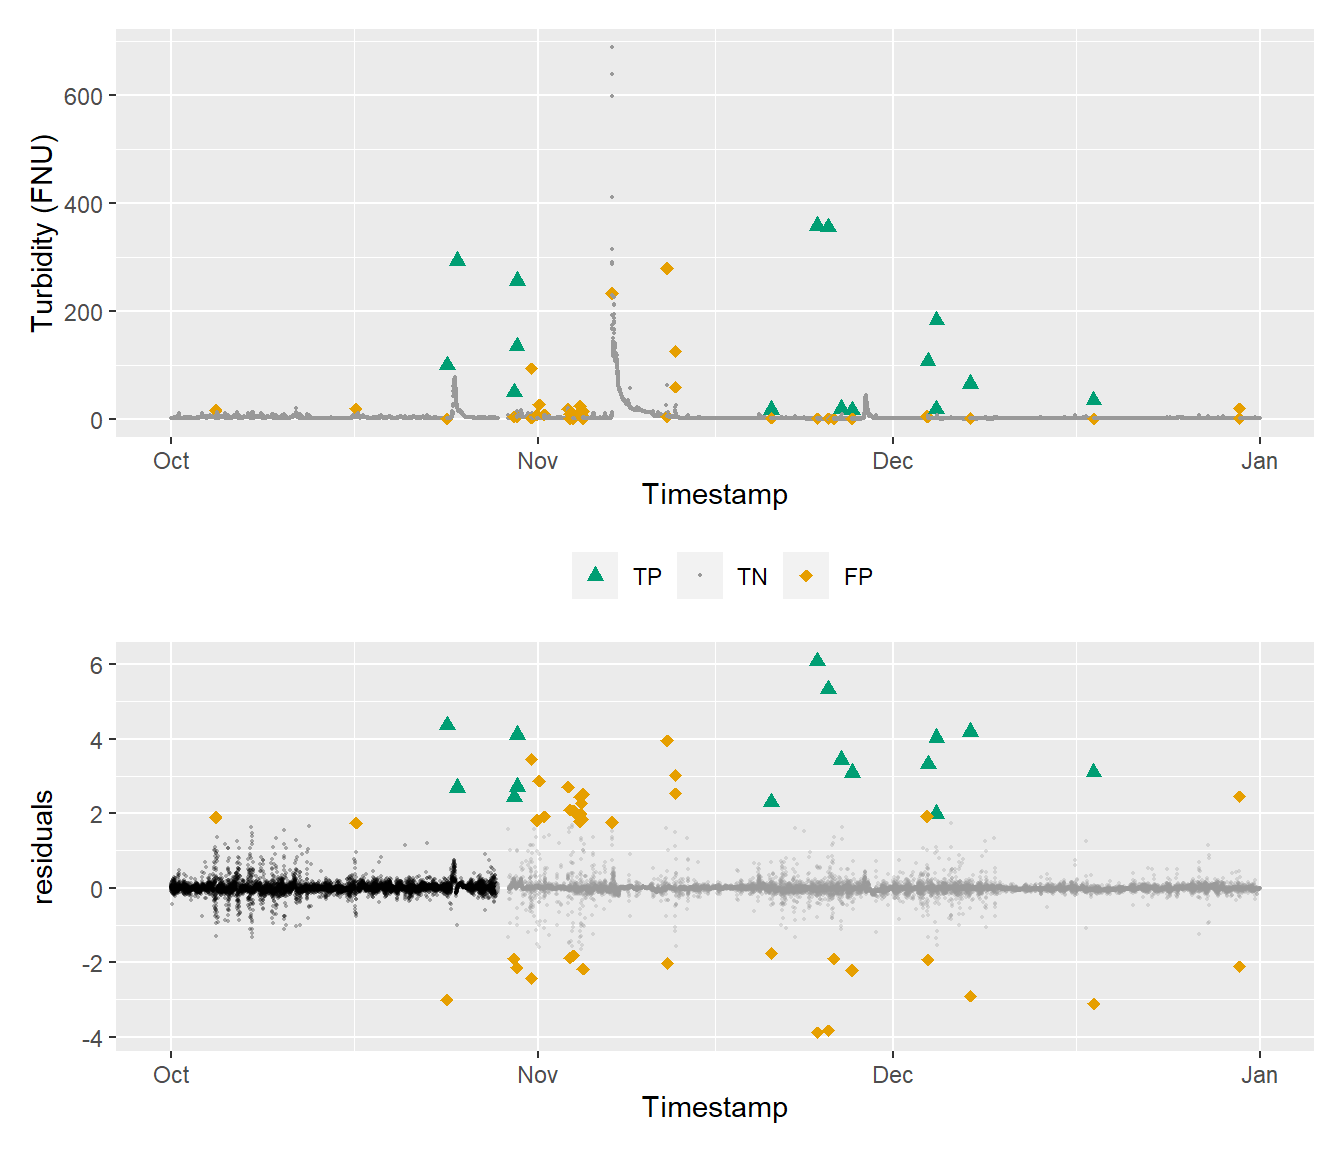 Turbidity (FNU)
600
400
200
0
Oct Nov Dec Jan
Timestamp
TP TN FP
residuals
6
4
2
0
-2
-4
Oct Nov Dec Jan
Timestamp